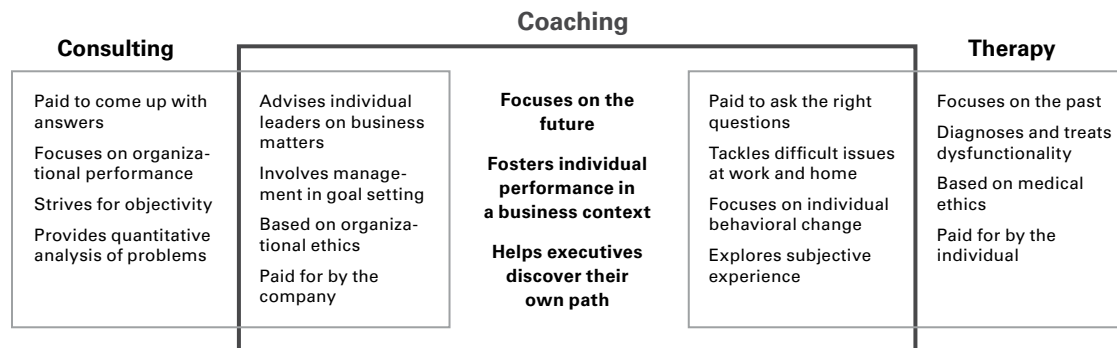 Coaching
Consulting
Therapy
Paid to come up with
answers
Focuses on organiza-
tional performance
Strives for objectivity
Provides quantitative
analysis of problems
Advises individual
leaders on business
matters
Involves manage-
ment in goal setting
Based on organiza-
tional ethics
Paid for by the
company
Focuses on the
future
Fosters individual
performance in
a business context
Helps executives
discover their
own path
Paid to ask the right
questions
Tackles difficult issues
at work and home
Focuses on individual
behavioral change
Explores subjective
experience
Focuses on the past
Diagnoses and treats
dysfunctionality
Based on medical
ethics
Paid for by the
individual